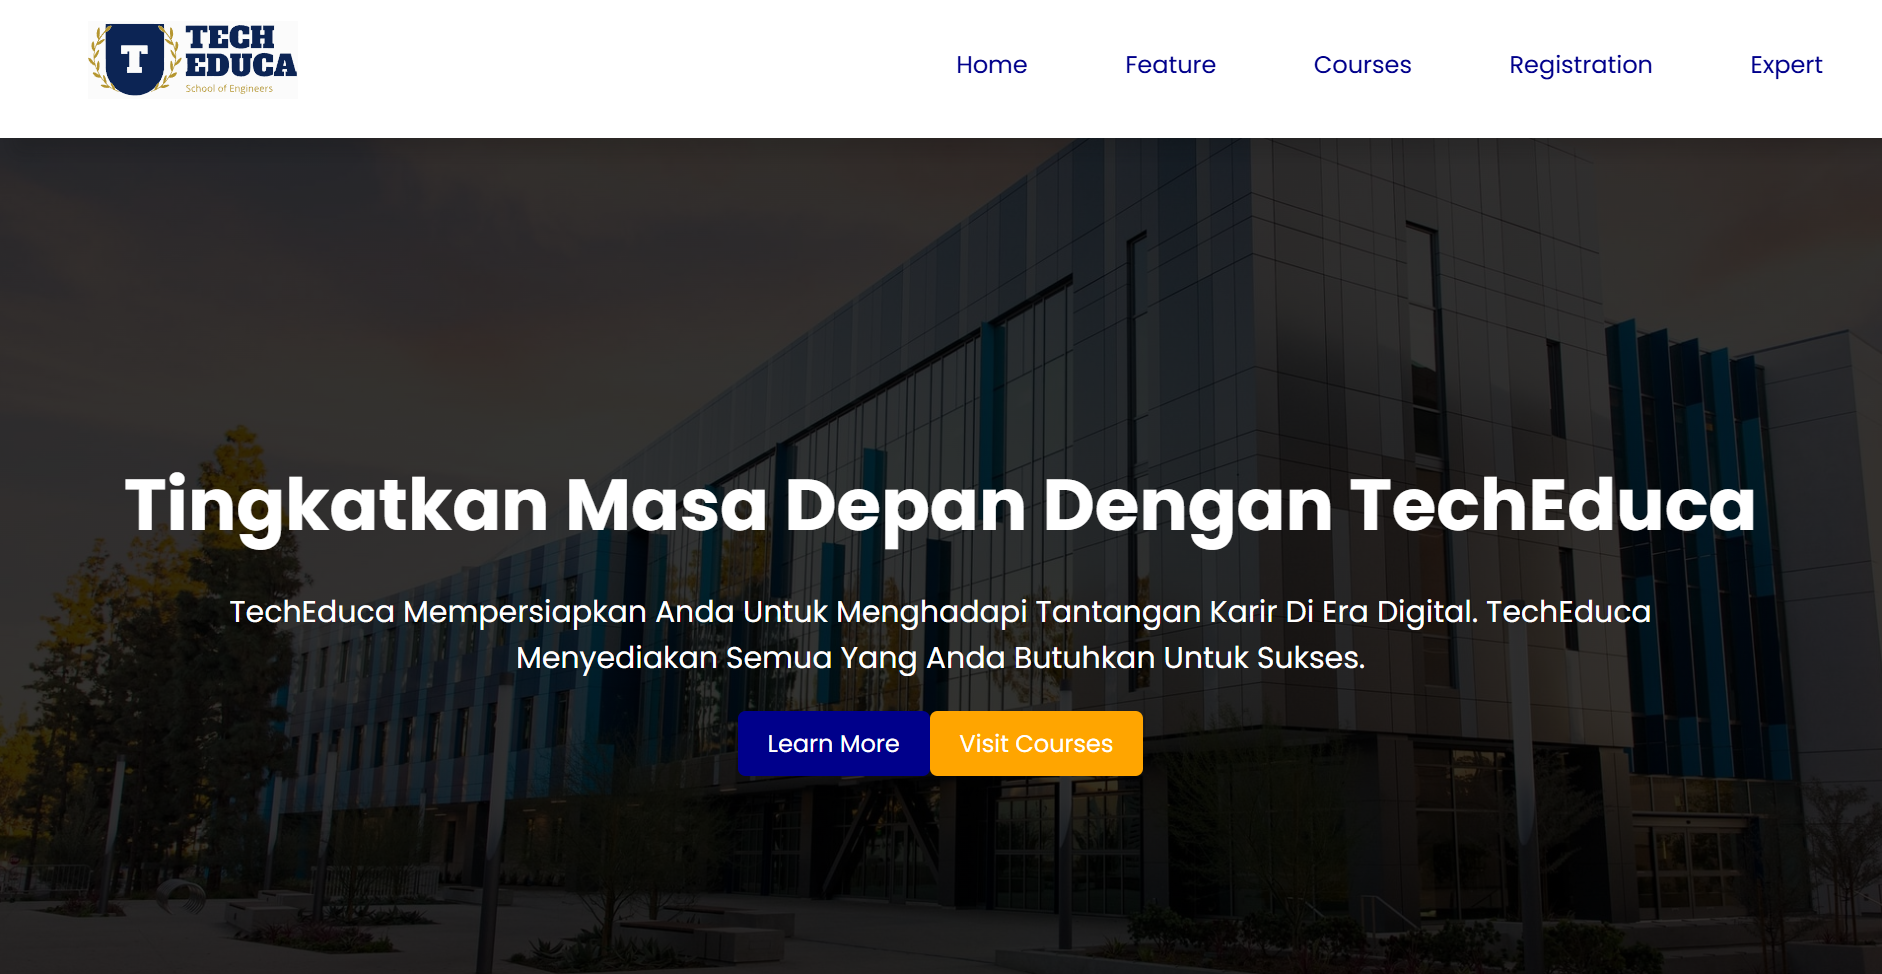 T
TECH
EDUCA
School of Engineers
Home Feature Courses Registration Expert
Tingkatkan Masa Depan Dengan TechEduca
TechEduca Mempersiapkan Anda Untuk Menghadapi Tantangan Karir Di Era Digital. TechEduca
Menyediakan Semua Yang Anda Butuhkan Untuk Sukses.
Learn More Visit Courses